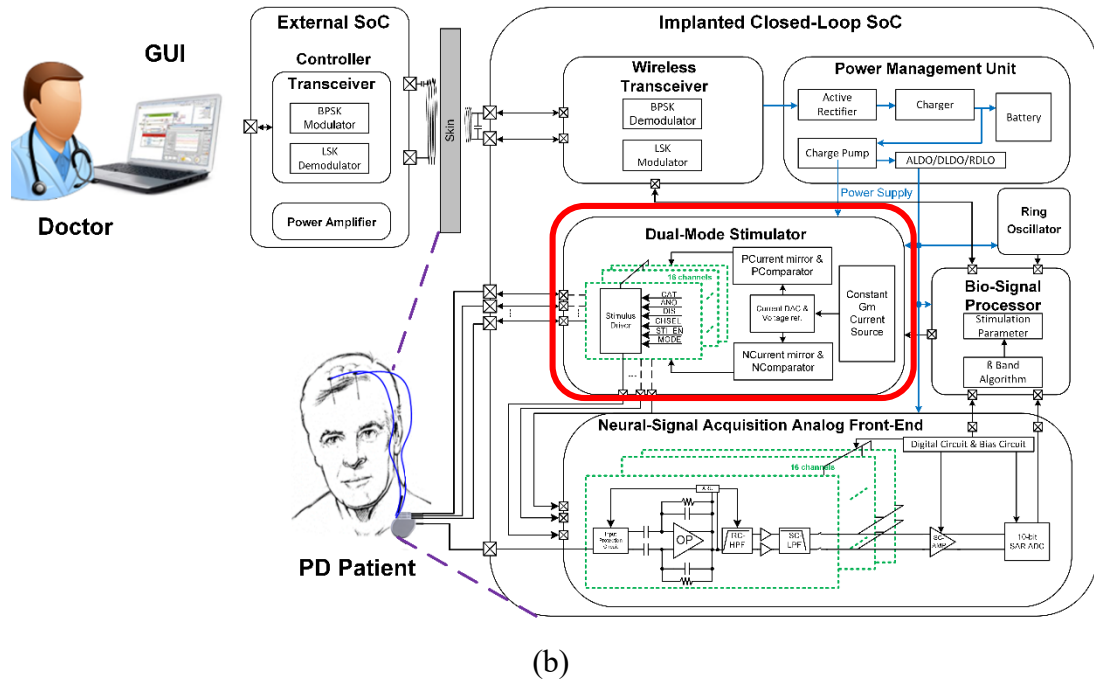 External SoC
Implanted Closed-Loop SoC
GUI
Controller
Transceiver
BPSK
Modulator
LSK
Demodulator
Power Amplifier
Doctor
Skin
Wireless
Transceiver
BPSK
Demodulator
LSK
Modulator
Power Management Unit
Active
Rectifier
Charger
Battery
Charge Pump
ALDO/DLDO/RDLO
Power Supply
Ring
Oscillator
Dual-Mode Stimulator
16 channels
Stimulus
Driver
CAT
ANO
DIS
CHSEL
STI_EN
MODE
PCurrent mirror &
PComparator
Current DAC &
Voltage ref.
NCurrent mirror &
NComparator
Constant
Gm
Current
Source
Bio-Signal
Processor
Stimulation
Parameter
ß Band
Algorithm
PD Patient
Neural-Signal Acquisition Analog Front-End
Digital Circuit & Bias Circuit
16 channels
Input
Protection
OP
RC-
HPF
SC-
LPF
SC-
AMP
10-bit
SAR ADC
(b)